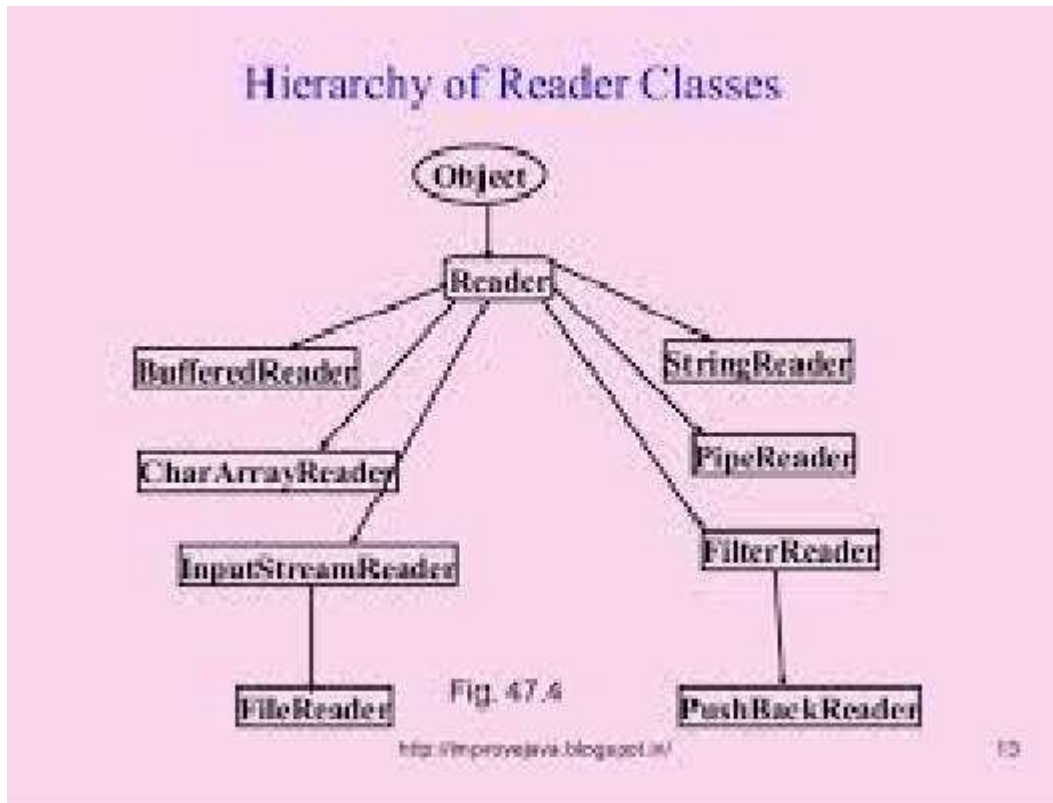 Hierarchy of Reader Classes
Object
Reader
BufferedReader
StringReader
CharArrayReader
PipeReader
InputStreamReader
FilterReader
FileReader
Fig. 47.4
PushBackReader
http://improvejava.blogspot.in/
13